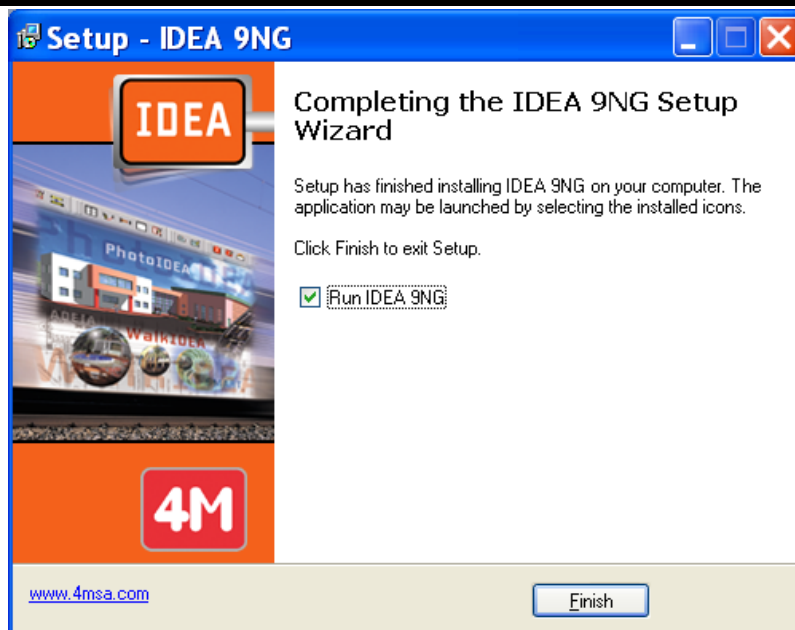 Setup - IDEA 9NG
IDEA
Completing the IDEA 9NG Setup
Wizard
Setup has finished installing IDEA 9NG on your computer. The
application may be launched by selecting the installed icons.
Click Finish to exit Setup.
Run IDEA 9NG
PhotoIDEA
WalkIDEA
4M
www.4msa.com
Finish